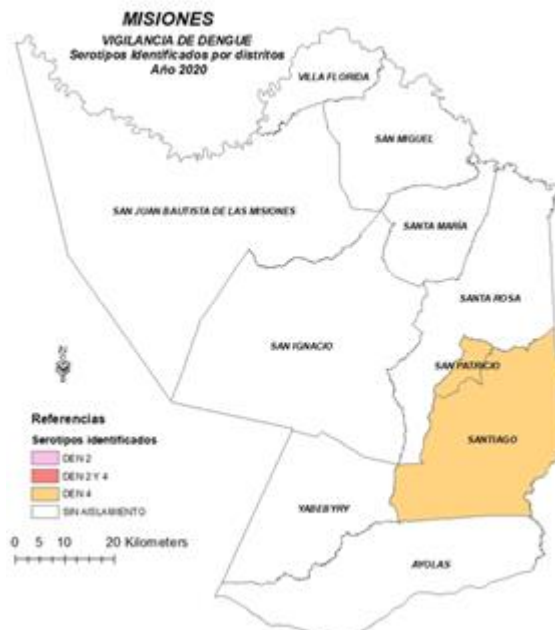 MISIONES
VIGILANCIA DE DENGUE
Serotipos Identificados por distritos
Año 2020
VILLA FLORIDA
SAN MIGUEL
SAN JUAN BAUTISTA DE LAS MISIONES
SANTA MARÍA
SANTA ROSA
SAN IGNACIO
SAN PATRICIO
SANTIAGO
YABEBYRY
AYOLAS
N
Referencias
Serotipos identificados
DEN 2
DEN 2 Y 4
DEN 4
SIN AISLAMIENTO
0 5 10 20 Kilometers